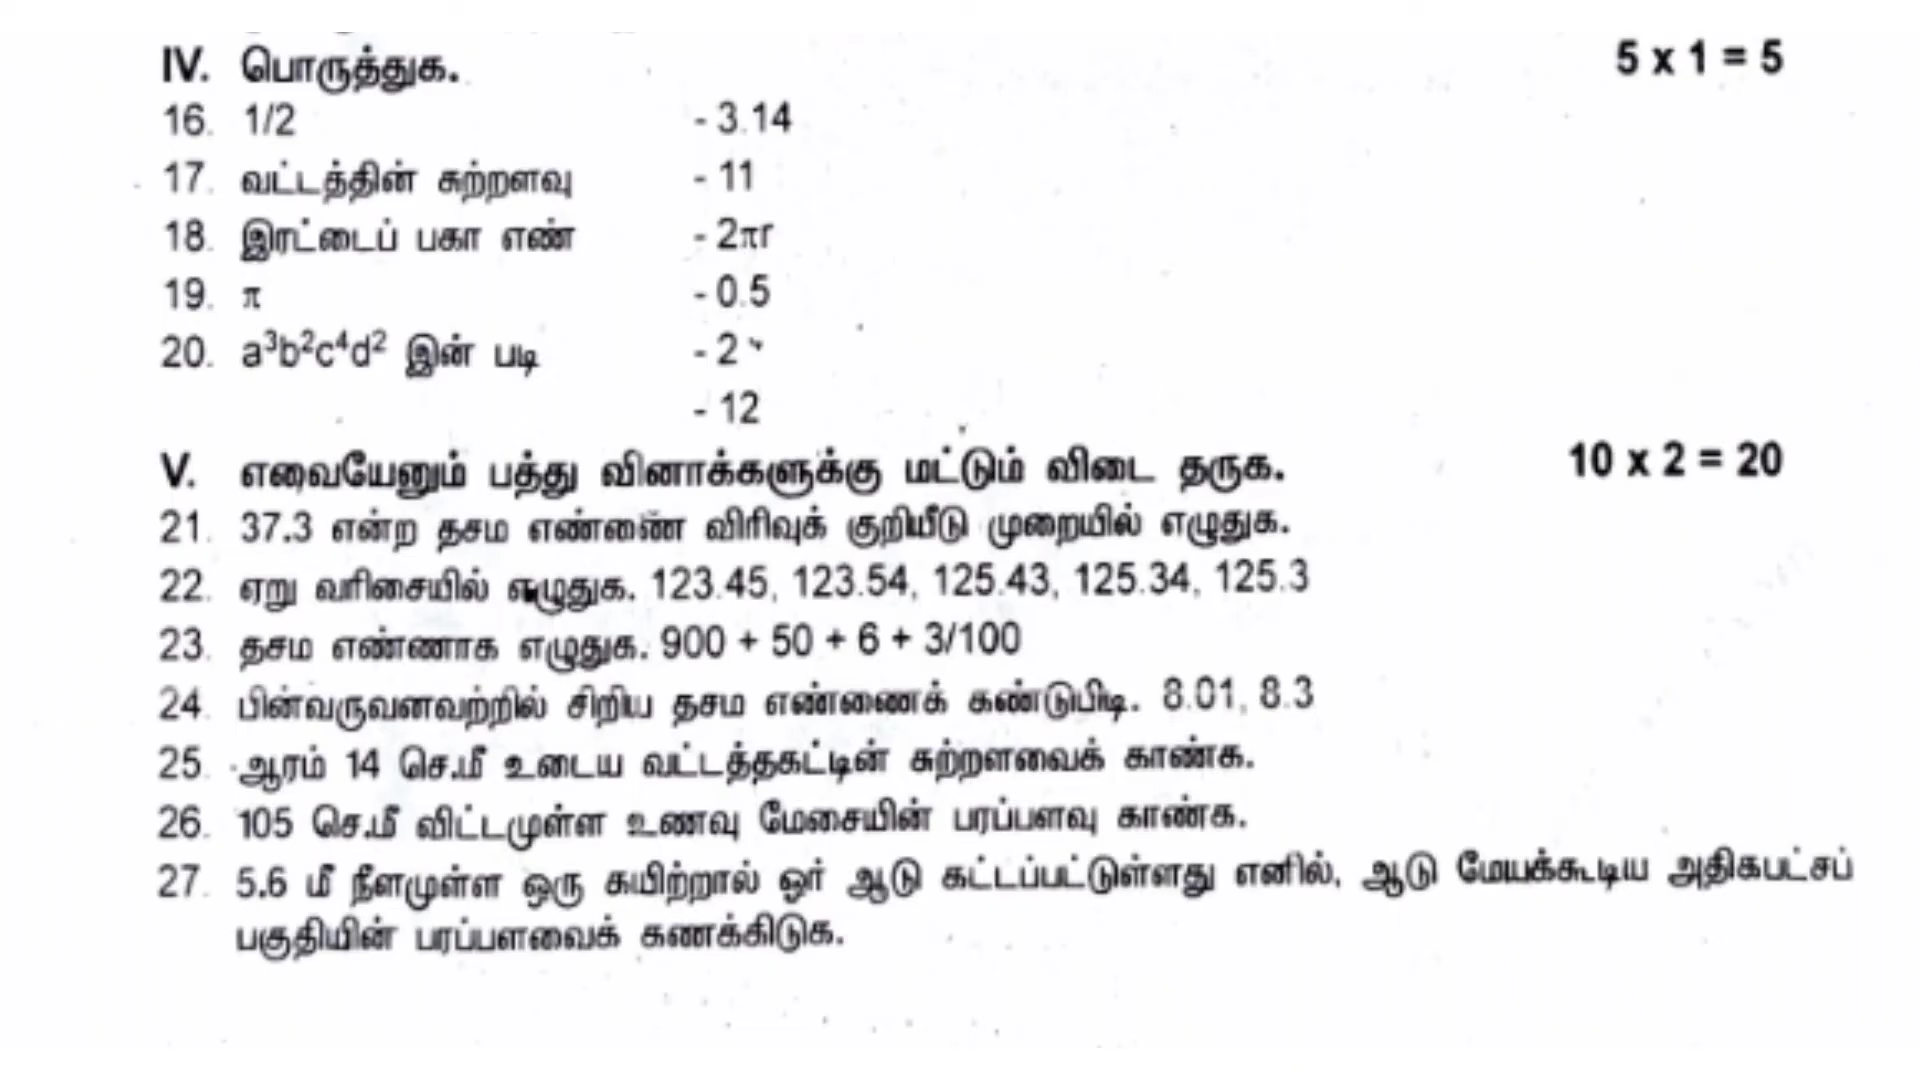 IV. பொருத்துக. 5 x 1 = 5
16. 1/2 - 3.14
17. வட்டத்தின் சுற்றளவு - 11
18. இரட்டைப் பகா எண் - 2πr
19. π - 0.5
20. a³b²c⁴d² இன் படி - 2
- 12
V. எவையேனும் பத்து வினாக்களுக்கு மட்டும் விடை தருக. 10 x 2 = 20
21. 37.3 என்ற தசம எண்ணை விரிவுக் குறியீடு முறையில் எழுதுக.
22. ஏறு வரிசையில் எழுதுக. 123.45, 123.54, 125.43, 125.34, 125.3
23. தசம எண்ணாக எழுதுக. 900 + 50 + 6 + 3/100
24. பின்வருவனவற்றில் சிறிய தசம எண்ணைக் கண்டுபிடி. 8.01, 8.3
25. ஆரம் 14 செ.மீ உடைய வட்டத்தகட்டின் சுற்றளவைக் காண்க.
26. 105 செ.மீ விட்டமுள்ள உணவு மேசையின் பரப்பளவு காண்க.
27. 5.6 மீ நீளமுள்ள ஒரு கயிற்றால் ஓர் ஆடு கட்டப்பட்டுள்ளது எனில், ஆடு மேயக்கூடிய அதிகபட்சப்
பகுதியின் பரப்பளவைக் கணக்கிடுக.